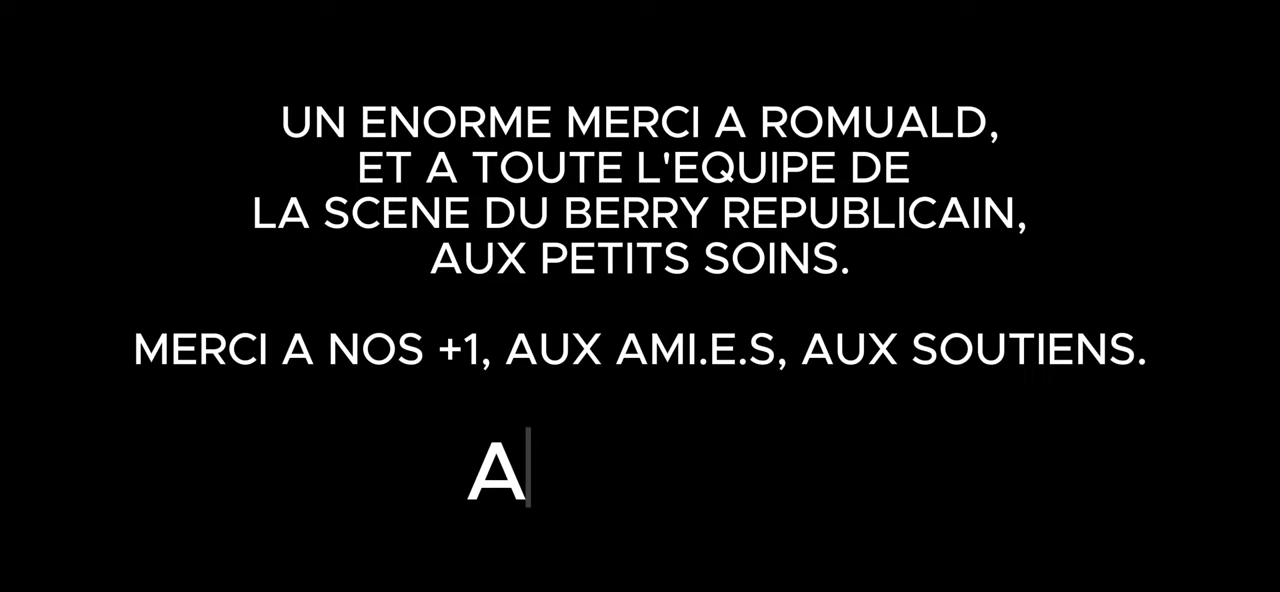 UN ENORME MERCI A ROMUALD,
ET A TOUTE L'EQUIPE DE
LA SCENE DU BERRY REPUBLICAIN,
AUX PETITS SOINS.
MERCI A NOS +1, AUX AMI.E.S, AUX SOUTIENS.
A